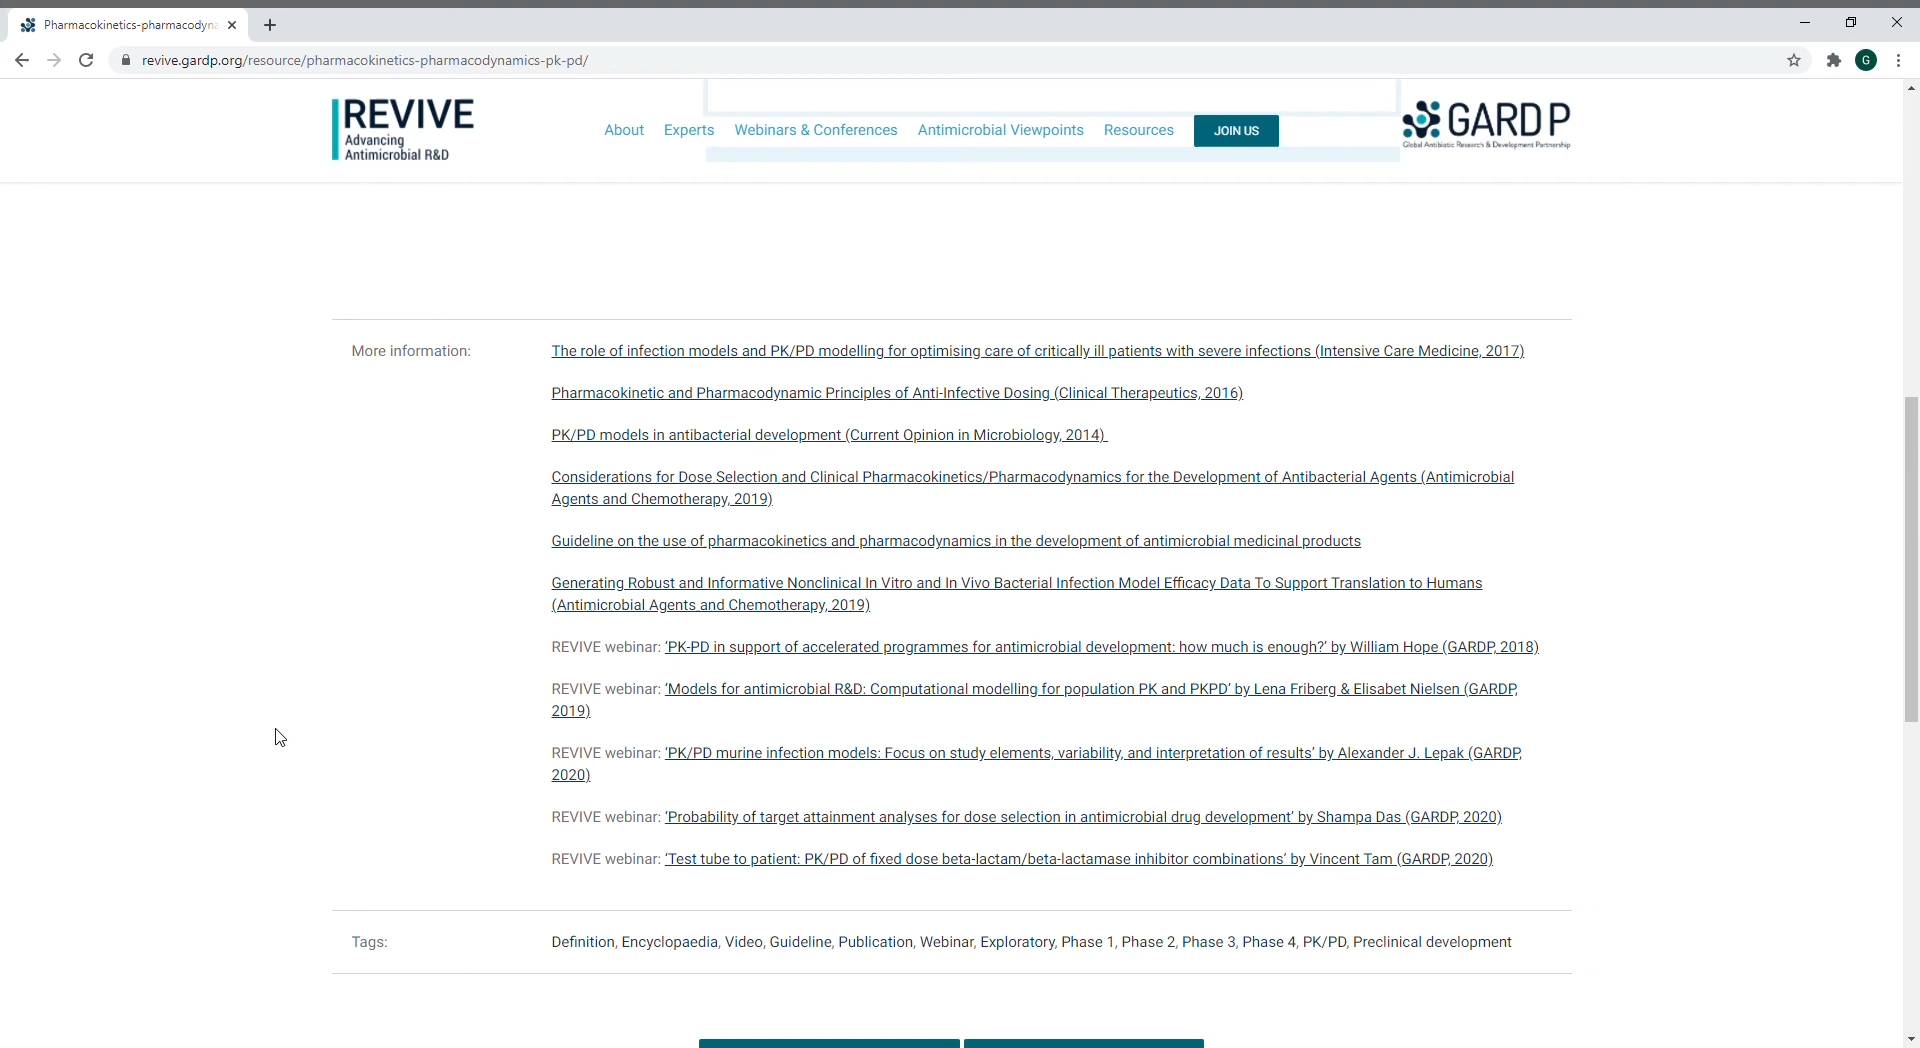 Pharmacokinetics-pharmacodyna
revive.gardp.org/resource/pharmacokinetics-pharmacodynamics-pk-pd/
G
REVIVE
Advancing
Antimicrobial R&D
About Experts Webinars & Conferences Antimicrobial Viewpoints Resources JOIN US
GARDP
Global Antibiotic Research & Development Partnership
More information:
The role of infection models and PK/PD modelling for optimising care of critically ill patients with severe infections (Intensive Care Medicine, 2017)
Pharmacokinetic and Pharmacodynamic Principles of Anti-Infective Dosing (Clinical Therapeutics, 2016)
PK/PD models in antibacterial development (Current Opinion in Microbiology, 2014)
Considerations for Dose Selection and Clinical Pharmacokinetics/Pharmacodynamics for the Development of Antibacterial Agents (Antimicrobial
Agents and Chemotherapy, 2019)
Guideline on the use of pharmacokinetics and pharmacodynamics in the development of antimicrobial medicinal products
Generating Robust and Informative Nonclinical In Vitro and In Vivo Bacterial Infection Model Efficacy Data To Support Translation to Humans
(Antimicrobial Agents and Chemotherapy, 2019)
REVIVE webinar: ‘PK-PD in support of accelerated programmes for antimicrobial development: how much is enough?’ by William Hope (GARDP, 2018)
REVIVE webinar: ‘Models for antimicrobial R&D: Computational modelling for population PK and PKPD’ by Lena Friberg & Elisabet Nielsen (GARDP,
2019)
REVIVE webinar: ‘PK/PD murine infection models: Focus on study elements, variability, and interpretation of results’ by Alexander J. Lepak (GARDP,
2020)
REVIVE webinar: ‘Probability of target attainment analyses for dose selection in antimicrobial drug development’ by Shampa Das (GARDP, 2020)
REVIVE webinar: ‘Test tube to patient: PK/PD of fixed dose beta-lactam/beta-lactamase inhibitor combinations’ by Vincent Tam (GARDP, 2020)
Tags:
Definition, Encyclopaedia, Video, Guideline, Publication, Webinar, Exploratory, Phase 1, Phase 2, Phase 3, Phase 4, PK/PD, Preclinical development